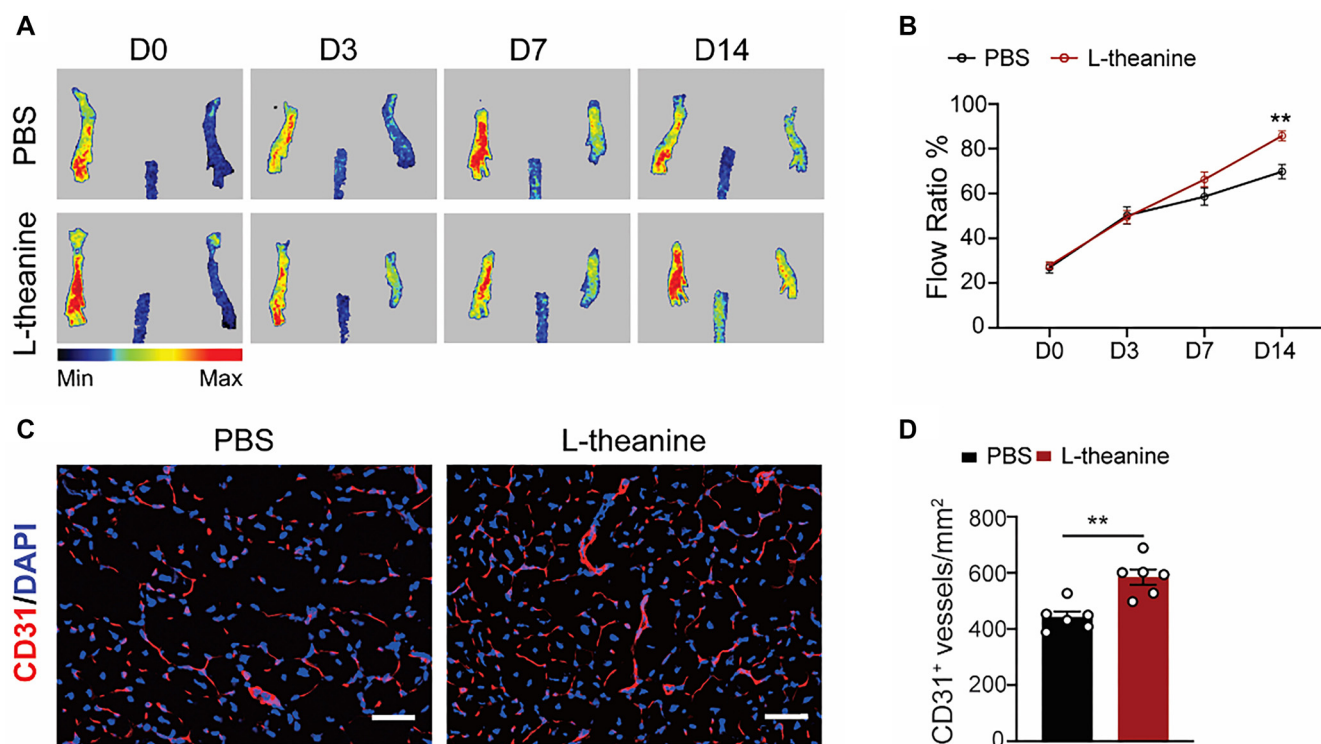 A
D0 D3 D7 D14
PBS
L-theanine
Min Max
B
PBS L-theanine
Flow Ratio %
100
80
60
40
20
0
**
D0 D3 D7 D14
C
PBS L-theanine
CD31/DAPI
D
PBS L-theanine
CD31⁺ vessels/mm²
800
600
400
200
0
**